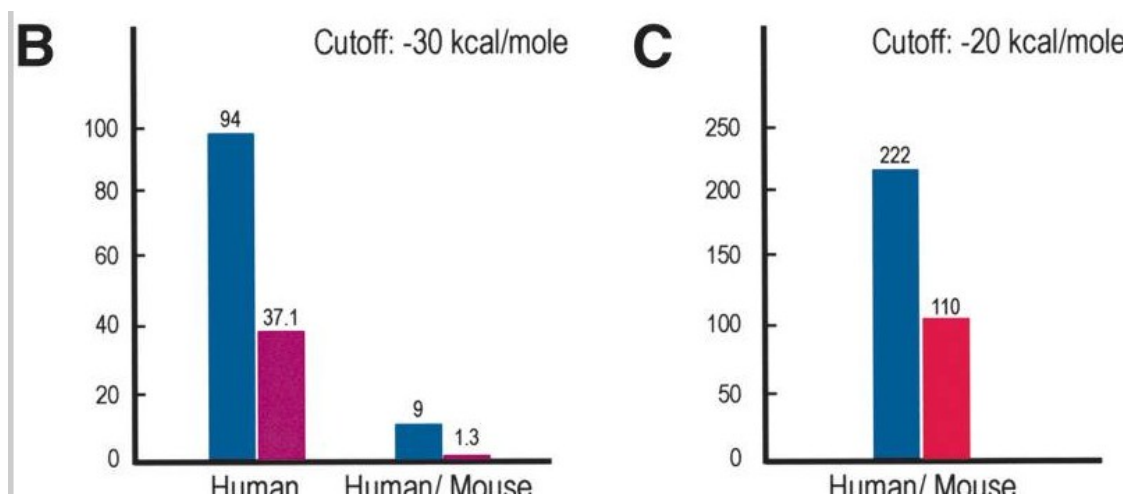 B
Cutoff: -30 kcal/mole
100
80
60
40
20
0
94
37.1
9
1.3
Human
Human/ Mouse
C
Cutoff: -20 kcal/mole
250
200
150
100
50
0
222
110
Human/ Mouse